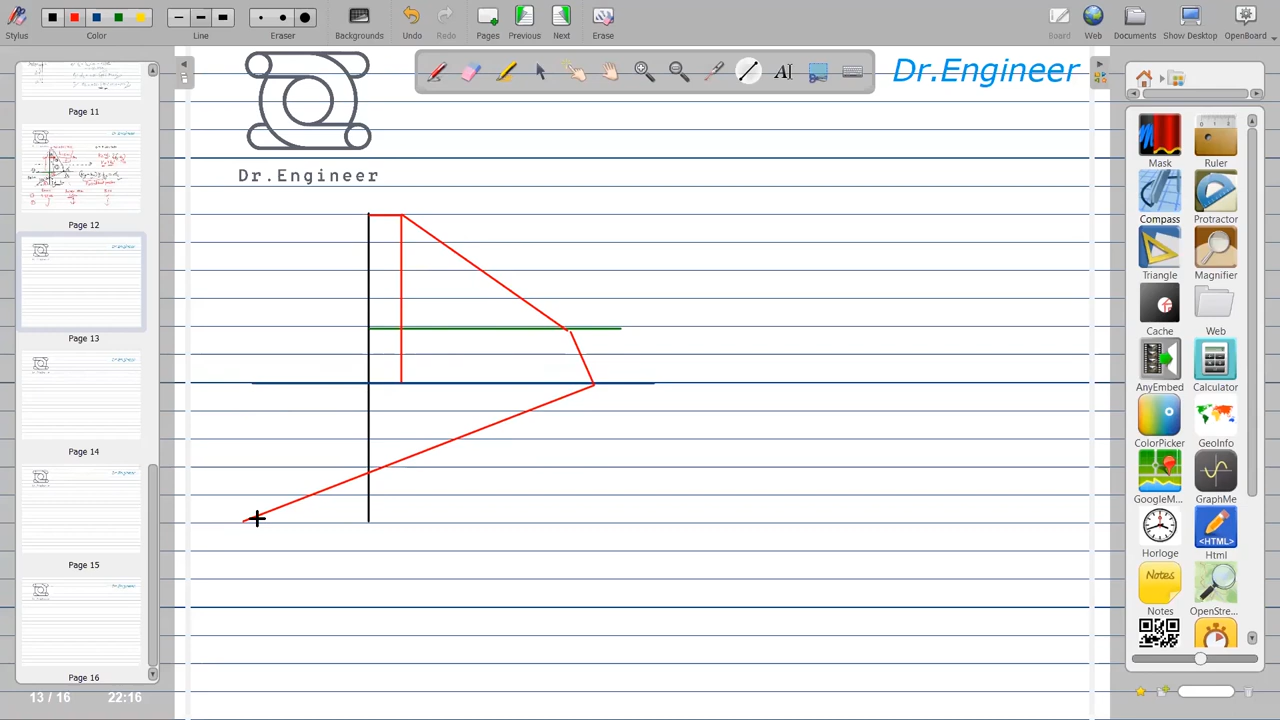 Stylus
Color
Line
Eraser
Backgrounds
Undo
Redo
Pages
Previous
Next
Erase
Board
Web
Documents
Show Desktop
OpenBoard
Dr.Engineer
Dr.Engineer
Page 11
Page 12
Page 13
Page 14
Page 15
Page 16
13 / 16
22:16
Mask
Ruler
Compass
Protractor
Triangle
Magnifier
Cache
Web
AnyEmbed
Calculator
ColorPicker
GeoInfo
GoogleM...
GraphMe
Horloge
<HTML>
Html
Notes
Notes
OpenStre...